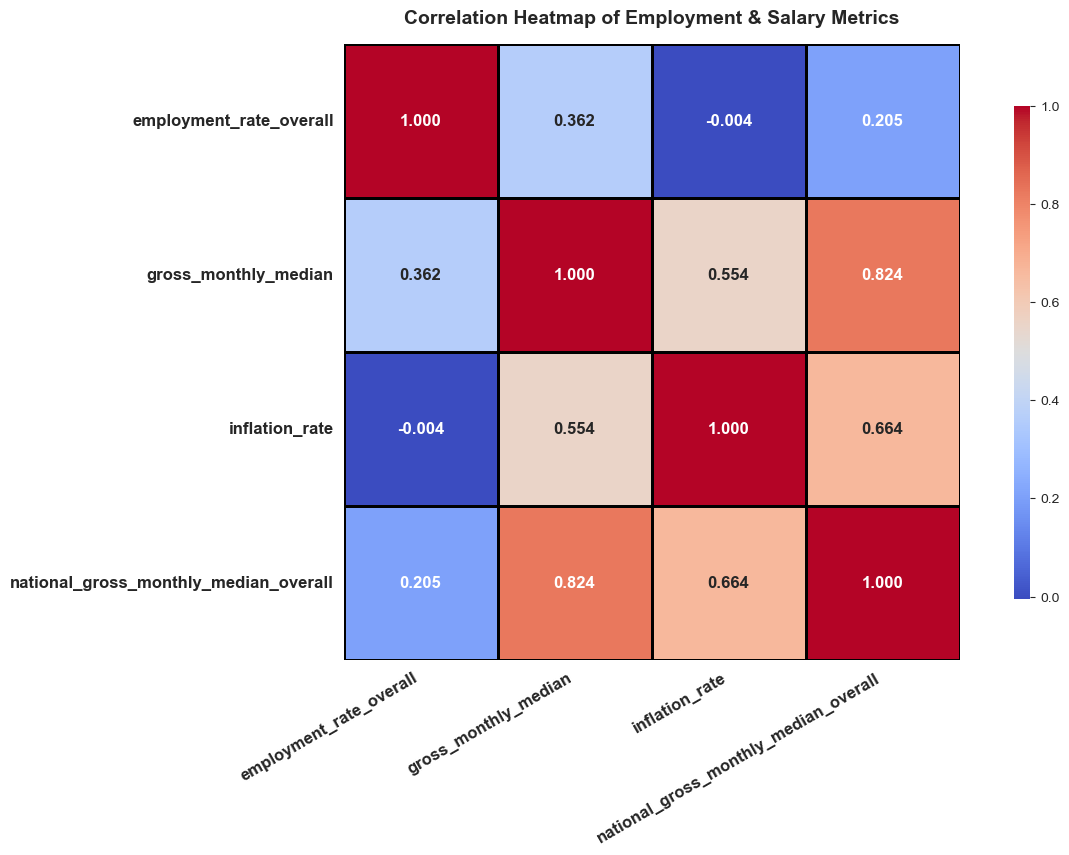 Correlation Heatmap of Employment & Salary Metrics
employment_rate_overall
1.000
0.362
-0.004
0.205
gross_monthly_median
0.362
1.000
0.554
0.824
inflation_rate
-0.004
0.554
1.000
0.664
national_gross_monthly_median_overall
0.205
0.824
0.664
1.000
employment_rate_overall
gross_monthly_median
inflation_rate
national_gross_monthly_median_overall
1.0
0.8
0.6
0.4
0.2
0.0